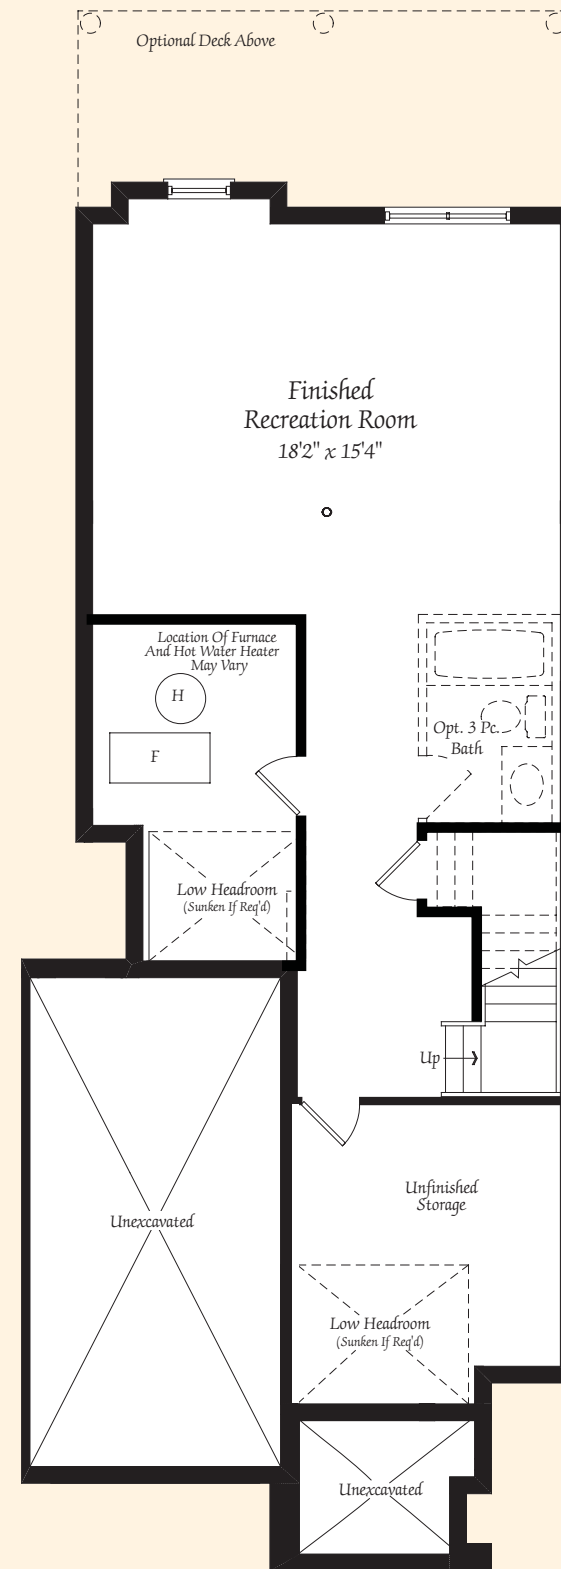 Optional Deck Above
Finished
Recreation Room
18'2" x 15'4"
Location Of Furnace
And Hot Water Heater
May Vary
H
F
Opt. 3 Pc.
Bath
Low Headroom
(Sunken If Req'd)
Up
Unexcavated
Unfinished
Storage
Low Headroom
(Sunken If Req'd)
Unexcavated